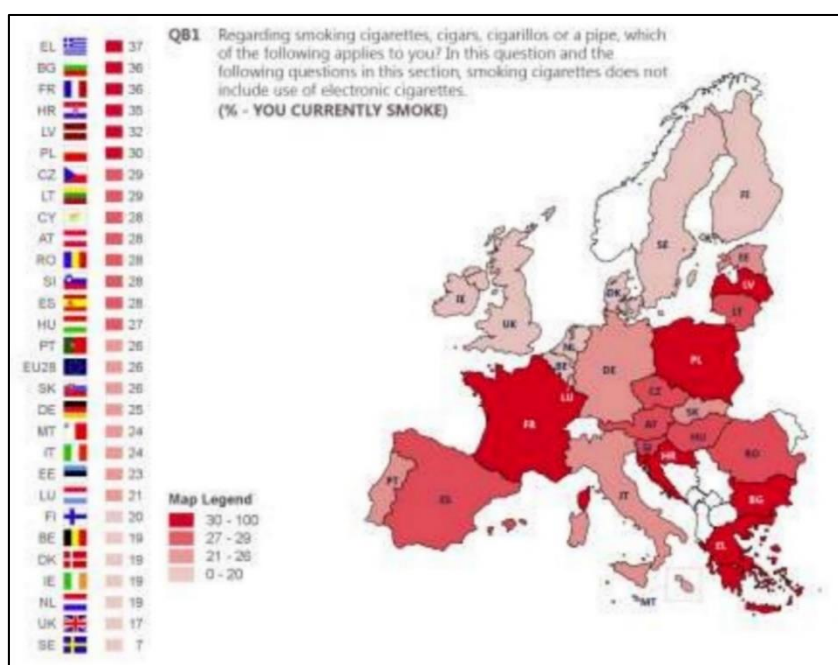 QB1 Regarding smoking cigarettes, cigars, cigarillos or a pipe, which
of the following applies to you? In this question and the
following questions in this section, smoking cigarettes does not
include use of electronic cigarettes.
(% - YOU CURRENTLY SMOKE)
EL 37
BG 36
FR 36
HR 35
LV 32
PL 30
CZ 29
LT 29
CY 28
AT 28
RO 28
SI 28
ES 28
HU 27
PT 26
EU28 26
SK 26
DE 25
MT 24
IT 24
EE 23
LU 21
FI 20
BE 19
DK 19
IE 19
NL 19
UK 17
SE 7
Map Legend
30 - 100
27 - 29
21 - 26
0 - 20
FI
SE
EE
LV
LT
DK
IE
UK
NL
BE
DE
PL
LU
CZ
SK
FR
AT
HU
SI
HR
RO
PT
ES
IT
BG
EL
MT